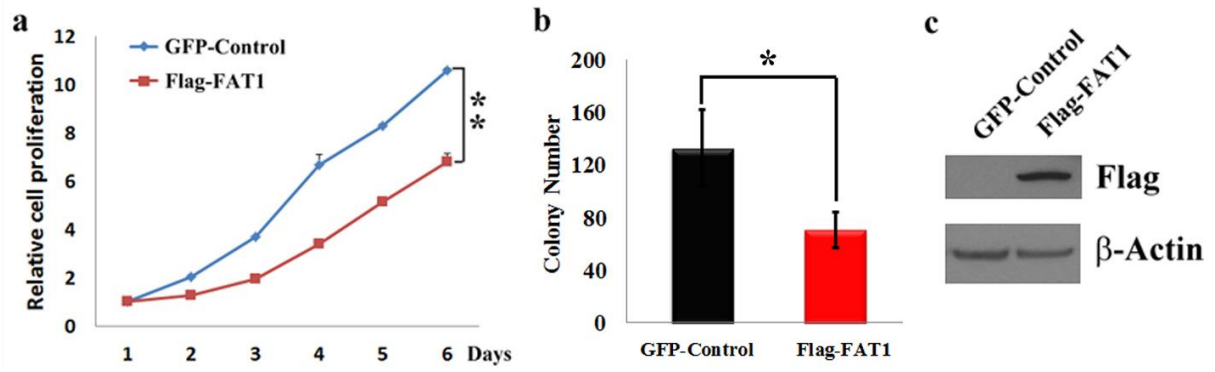 a
Relative cell proliferation
12
10
8
6
4
2
0
GFP-Control
Flag-FAT1
**
1 2 3 4 5 6 Days
b
Colony Number
200
160
120
80
40
0
*
GFP-Control Flag-FAT1
c
GFP-Control
Flag-FAT1
Flag
β-Actin